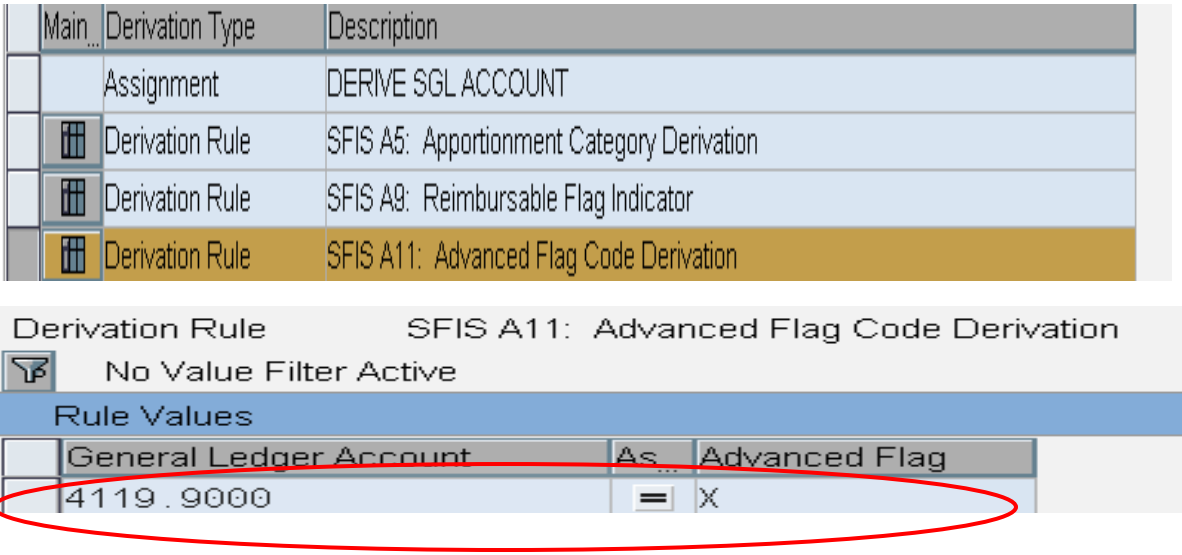 Main... Derivation Type Description
Assignment DERIVE SGL ACCOUNT
Derivation Rule SFIS A5: Apportionment Category Derivation
Derivation Rule SFIS A9: Reimbursable Flag Indicator
Derivation Rule SFIS A11: Advanced Flag Code Derivation
Derivation Rule SFIS A11: Advanced Flag Code Derivation
No Value Filter Active
Rule Values
General Ledger Account As... Advanced Flag
4119.9000 = X